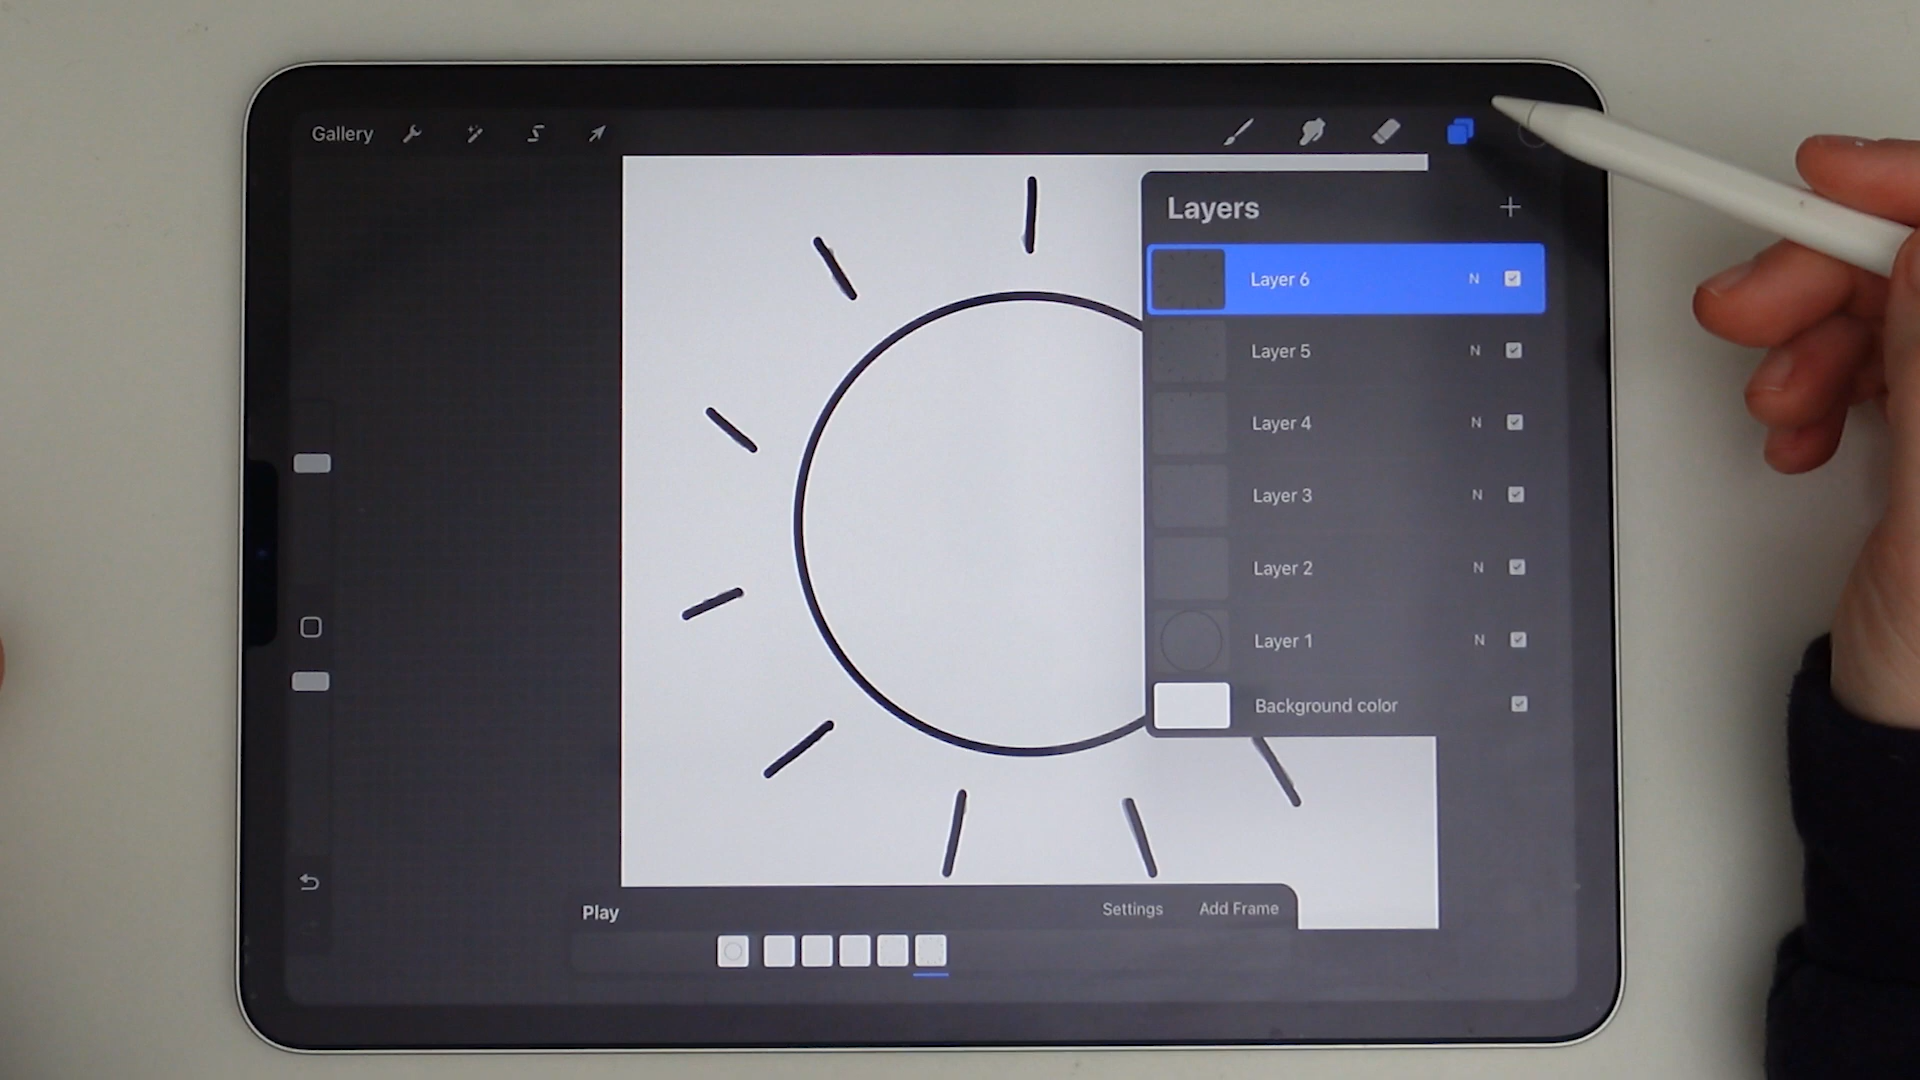 Gallery
Layers
Layer 6 N
Layer 5 N
Layer 4 N
Layer 3 N
Layer 2 N
Layer 1 N
Background color
Play Settings Add Frame